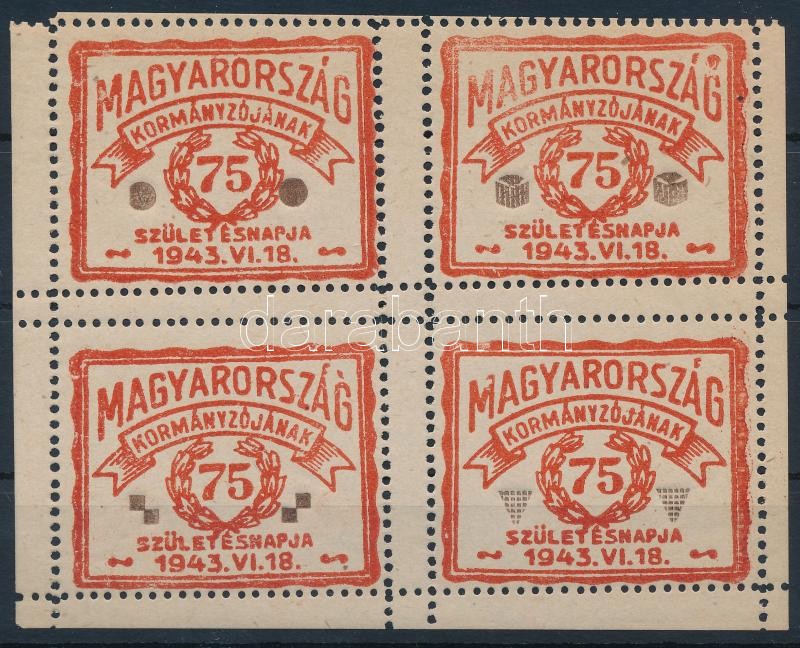 MAGYARORSZÁG
KORMÁNYZÓJÁNAK
75
SZÜLETÉSNAPJA
1943.VI.18.
MAGYARORSZÁG
KORMÁNYZÓJÁNAK
75
SZÜLETÉSNAPJA
1943.VI.18.
darabanth
MAGYARORSZÁG
KORMÁNYZÓJÁNAK
75
SZÜLETÉSNAPJA
1943.VI.18.
MAGYARORSZÁG
KORMÁNYZÓJÁNAK
75
SZÜLETÉSNAPJA
1943.VI.18.